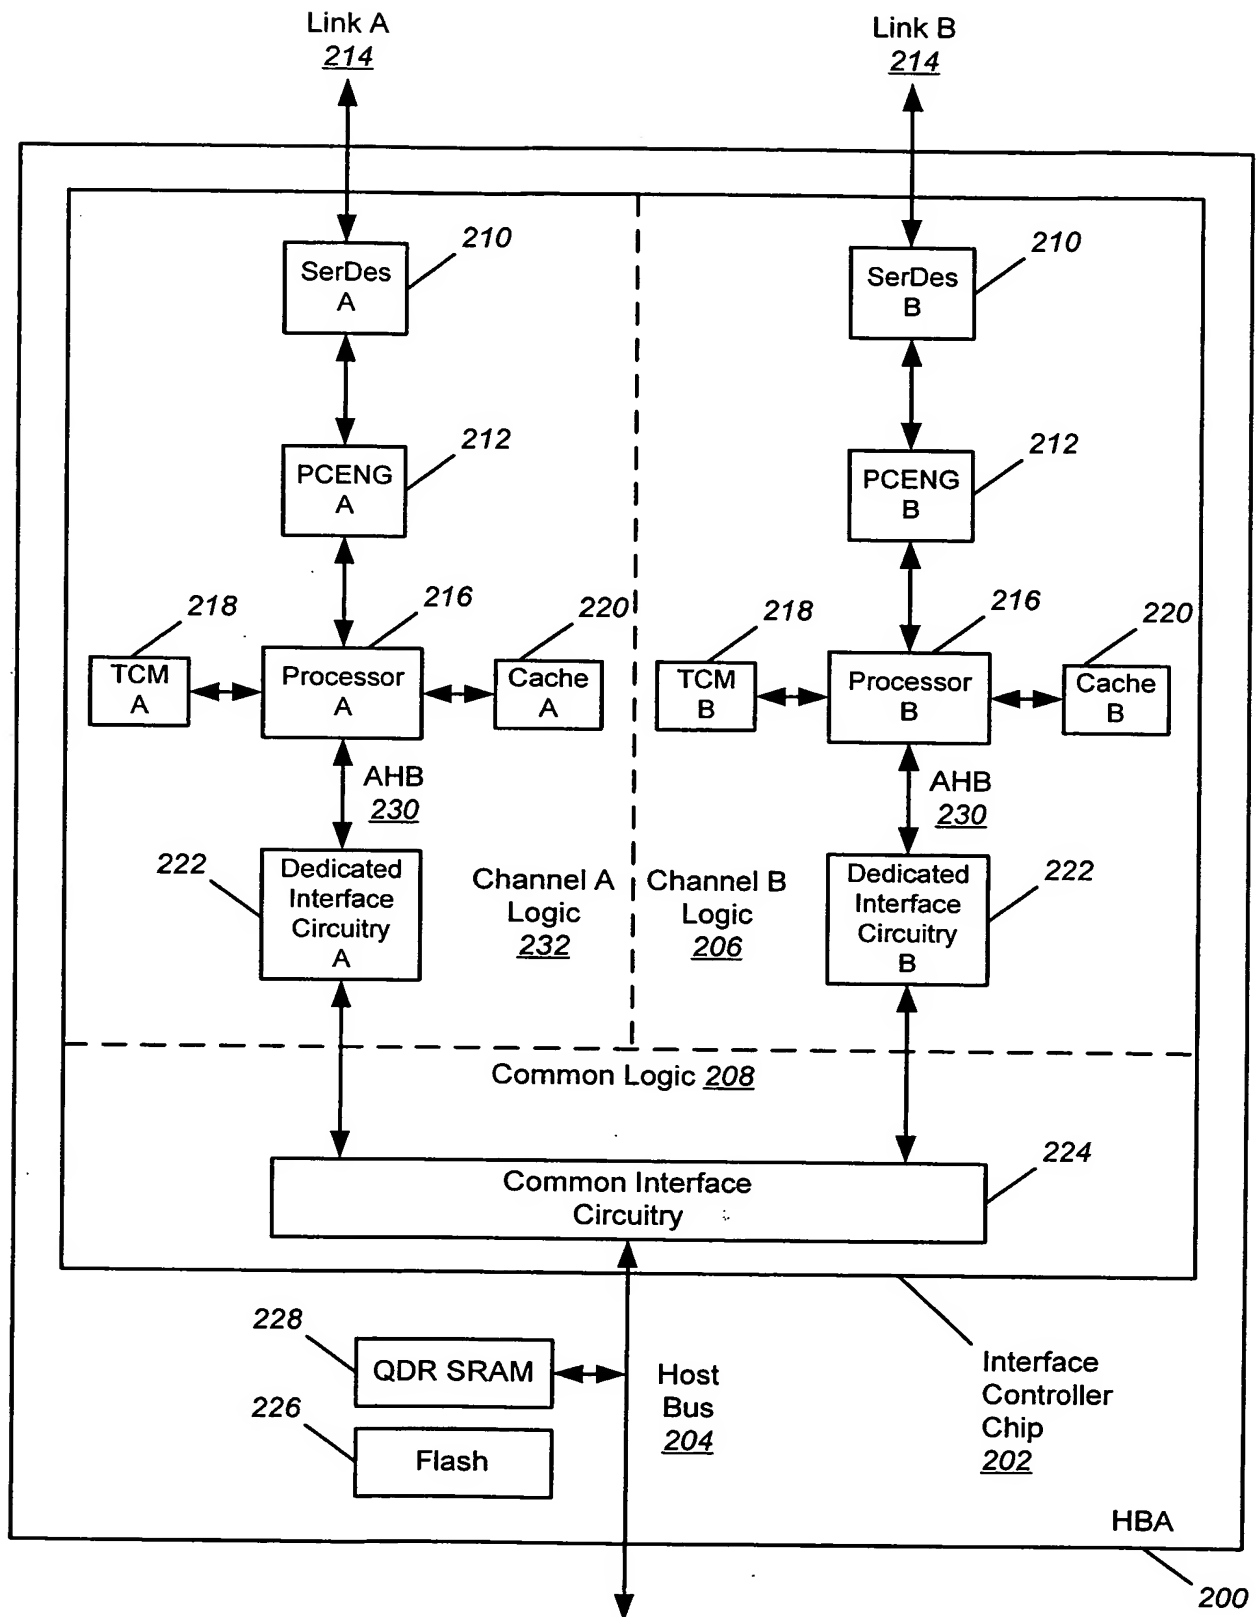 Link A
214
Link B
214
SerDes
A
210
SerDes
B
210
PCENG
A
212
PCENG
B
212
218
TCM
A
216
Processor
A
220
Cache
A
218
TCM
B
216
Processor
B
220
Cache
B
AHB
230
AHB
230
222
Dedicated
Interface
Circuitry
A
Channel A
Logic
232
Channel B
Logic
206
Dedicated
Interface
Circuitry
B
222
Common Logic 208
Common Interface
Circuitry
224
228
QDR SRAM
226
Flash
Host
Bus
204
Interface
Controller
Chip
202
HBA
200